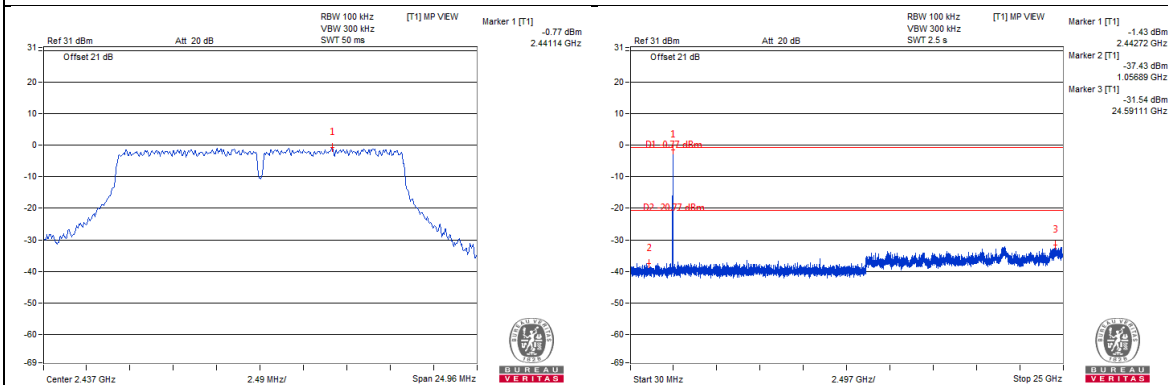 RBW 100 kHz [T1] MP VIEW
VBW 300 kHz
Ref 31 dBm Att 20 dB SWT 50 ms
Marker 1 [T1]
-0.77 dBm
2.44114 GHz
31
Offset 21 dB
20
10
0
-10
-20
-30
-40
-50
-60
-69
1
Center 2.437 GHz 2.49 MHz/ Span 24.96 MHz
BUREAU VERITAS
1828
BUREAU
VERITAS
RBW 100 kHz [T1] MP VIEW
VBW 300 kHz
Ref 31 dBm Att 20 dB SWT 2.5 s
Marker 1 [T1]
-1.43 dBm
2.44272 GHz
Marker 2 [T1]
-37.43 dBm
1.05689 GHz
Marker 3 [T1]
-31.54 dBm
24.59111 GHz
31
Offset 21 dB
20
10
0
-10
-20
-30
-40
-50
-60
-69
1
D1 -0.77 dBm
D2 -20.77 dBm
2
3
Start 30 MHz 2.497 GHz/ Stop 25 GHz
BUREAU VERITAS
1828
BUREAU
VERITAS